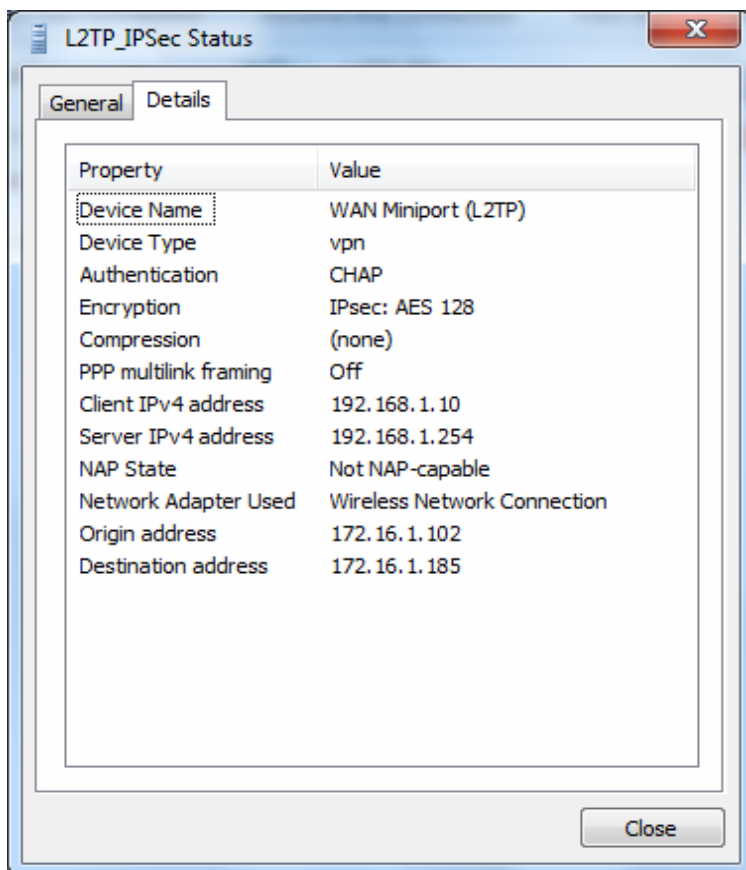 L2TP_IPSec Status
General Details
Property Value
Device Name WAN Miniport (L2TP)
Device Type vpn
Authentication CHAP
Encryption IPsec: AES 128
Compression (none)
PPP multilink framing Off
Client IPv4 address 192.168.1.10
Server IPv4 address 192.168.1.254
NAP State Not NAP-capable
Network Adapter Used Wireless Network Connection
Origin address 172.16.1.102
Destination address 172.16.1.185
Close